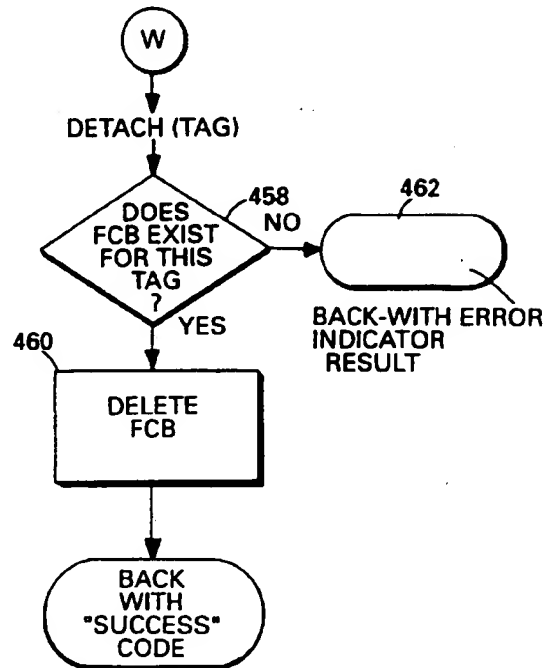 W
DETACH (TAG)
458
DOES
FCB EXIST
FOR THIS
TAG
?
NO
462
BACK-WITH ERROR
INDICATOR
RESULT
YES
460
DELETE
FCB
BACK
WITH
"SUCCESS"
CODE